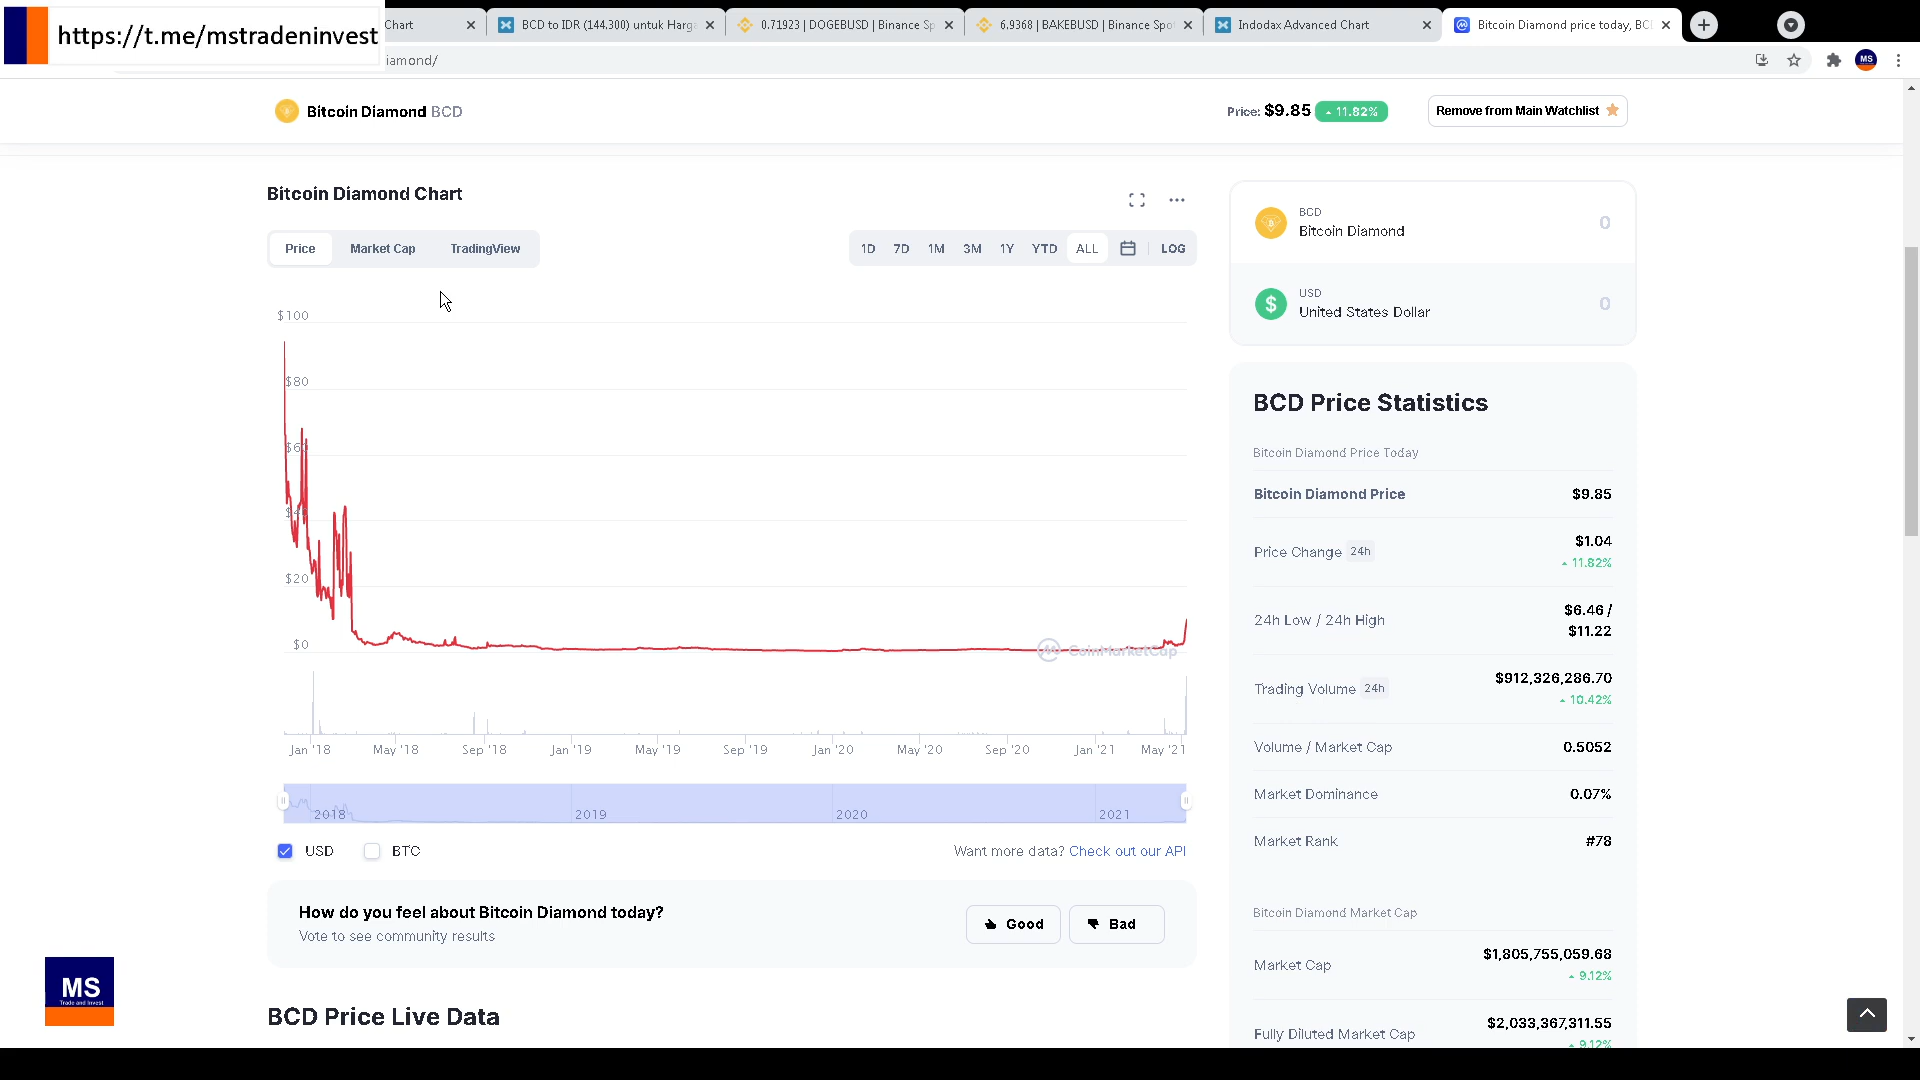 https://t.me/mstradeninvest
Chart
BCD to IDR (144,300) untuk Harg
0.71923 | DOGEBUSD | Binance Sp
6.9368 | BAKEBUSD | Binance Spo
Indodax Advanced Chart
Bitcoin Diamond price today, BC
iamond/
MS
Bitcoin Diamond BCD
Price: $9.85 11.82%
Remove from Main Watchlist
Bitcoin Diamond Chart
Price Market Cap TradingView
1D 7D 1M 3M 1Y YTD ALL LOG
$100
$80
$20
$0
CoinMarketCap
Jan '18 May '18 Sep '18 Jan '19 May '19 Sep '19 Jan '20 May '20 Sep '20 Jan '21 May '21
2018 2019 2020 2021
USD BTC
Want more data? Check out our API
How do you feel about Bitcoin Diamond today?
Vote to see community results
Good Bad
MS
Trade and Invest
BCD Price Live Data
BCD
Bitcoin Diamond 0
USD
United States Dollar 0
BCD Price Statistics
Bitcoin Diamond Price Today
Bitcoin Diamond Price $9.85
Price Change 24h $1.04
11.82%
24h Low / 24h High $6.46 /
$11.22
Trading Volume 24h $912,326,286.70
10.42%
Volume / Market Cap 0.5052
Market Dominance 0.07%
Market Rank #78
Bitcoin Diamond Market Cap
Market Cap $1,805,755,059.68
9.12%
Fully Diluted Market Cap $2,033,367,311.55
9.12%